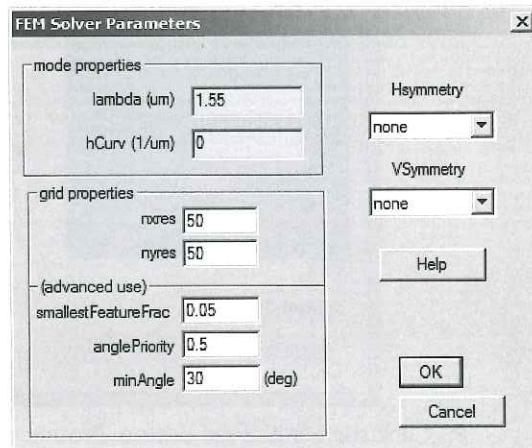 FEM Solver Parameters
mode properties
lambda (um) 1.55
hCurv (1/um) 0
Hsymmetry
none
VSymmetry
none
grid properties
nxres 50
nyres 50
Help
(advanced use)
smallestFeatureFrac 0.05
anglePriority 0.5
minAngle 30 (deg)
OK
Cancel